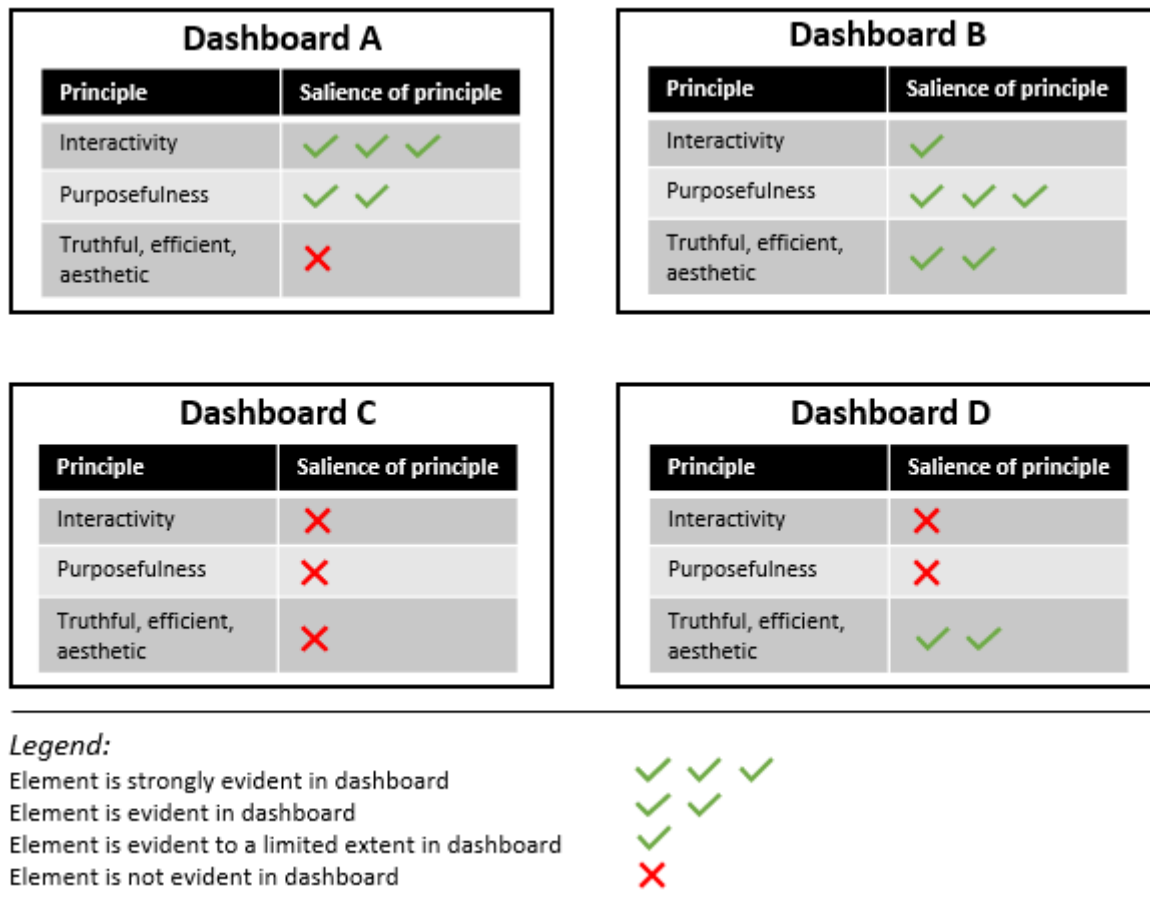 Dashboard A
Principle Salience of principle
Interactivity
Purposefulness
Truthful, efficient,
aesthetic
Dashboard B
Principle Salience of principle
Interactivity
Purposefulness
Truthful, efficient,
aesthetic
Dashboard C
Principle Salience of principle
Interactivity
Purposefulness
Truthful, efficient,
aesthetic
Dashboard D
Principle Salience of principle
Interactivity
Purposefulness
Truthful, efficient,
aesthetic
Legend:
Element is strongly evident in dashboard
Element is evident in dashboard
Element is evident to a limited extent in dashboard
Element is not evident in dashboard